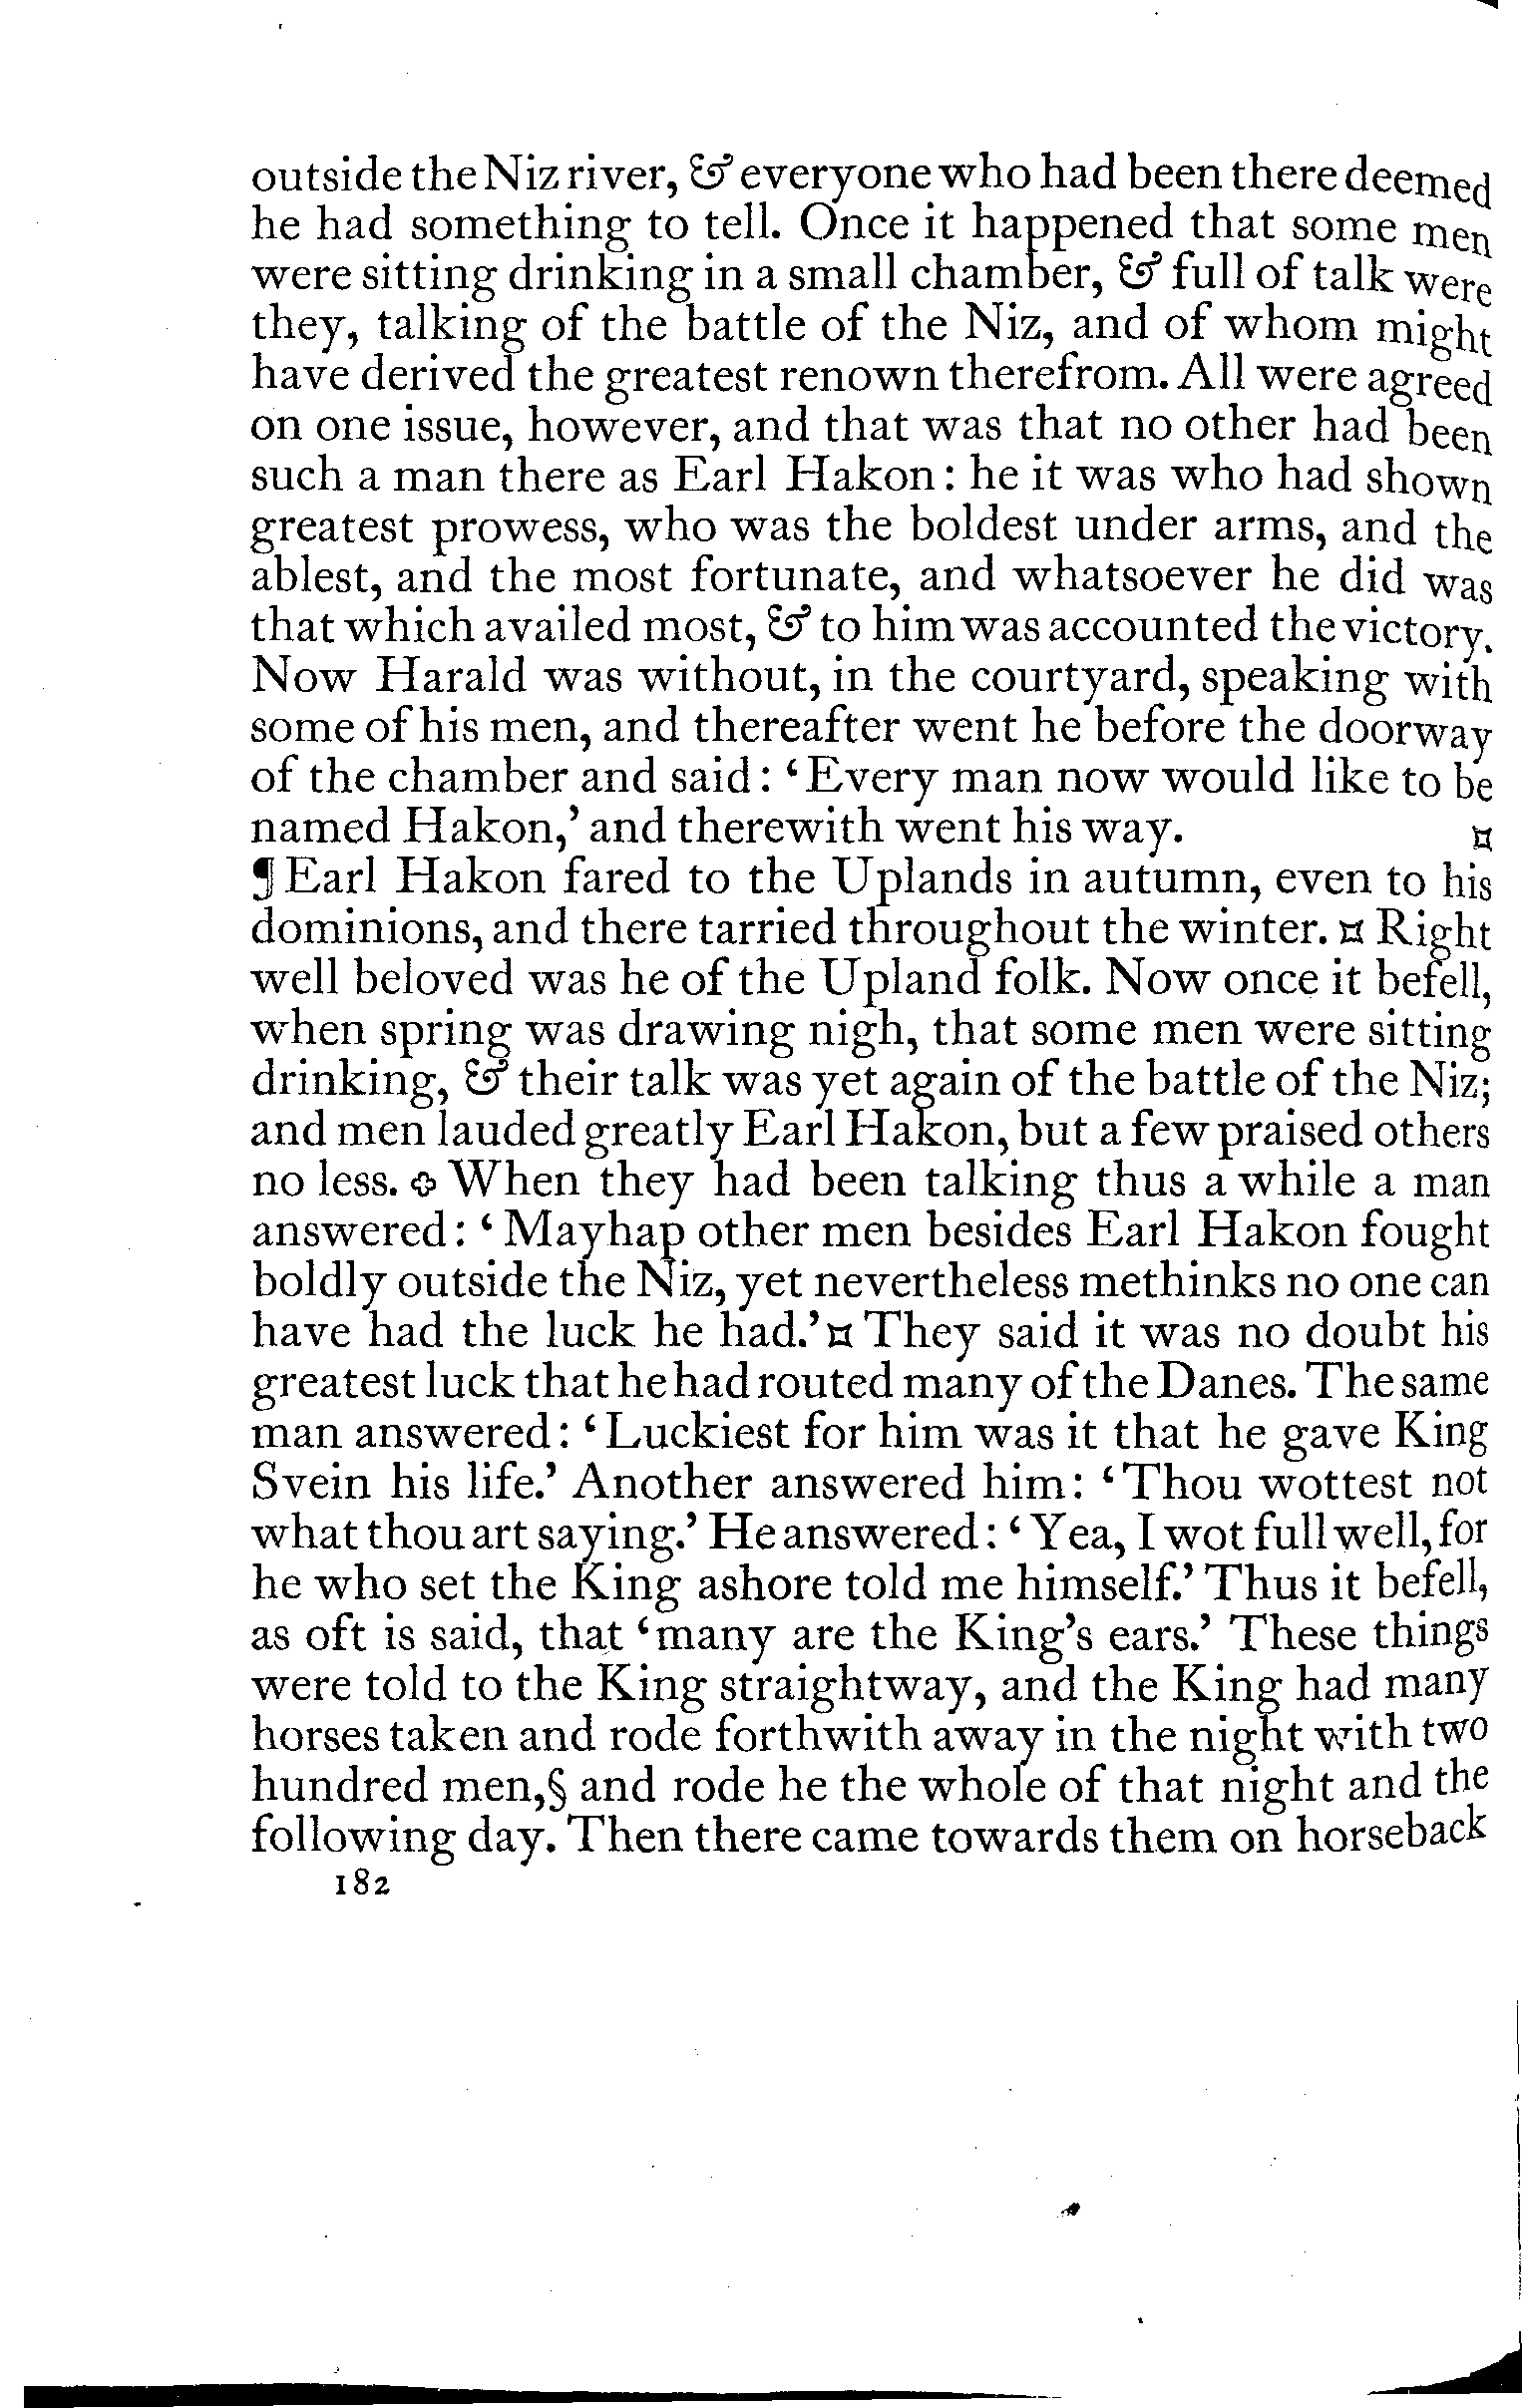 outside the Niz river, & everyone who had been there deemed
he had something to tell. Once it happened that some men
were sitting drinking in a small chamber, & full of talk were
they, talking of the battle of the Niz, and of whom might
have derived the greatest renown therefrom. All were agreed
on one issue, however, and that was that no other had been
such a man there as Earl Hakon: he it was who had shown
greatest prowess, who was the boldest under arms, and the
ablest, and the most fortunate, and whatsoever he did was
that which availed most, & to him was accounted the victory.
Now Harald was without, in the courtyard, speaking with
some of his men, and thereafter went he before the doorway
of the chamber and said: ‘Every man now would like to be
named Hakon,’ and therewith went his way. ¤
¶ Earl Hakon fared to the Uplands in autumn, even to his
dominions, and there tarried throughout the winter. ¤ Right
well beloved was he of the Upland folk. Now once it befell,
when spring was drawing nigh, that some men were sitting
drinking, & their talk was yet again of the battle of the Niz;
and men lauded greatly Earl Hakon, but a few praised others
no less. ✣ When they had been talking thus a while a man
answered: ‘Mayhap other men besides Earl Hakon fought
boldly outside the Niz, yet nevertheless methinks no one can
have had the luck he had.’ ¤ They said it was no doubt his
greatest luck that he had routed many of the Danes. The same
man answered: ‘Luckiest for him was it that he gave King
Svein his life.’ Another answered him: ‘Thou wottest not
what thou art saying.’ He answered: ‘Yea, I wot full well, for
he who set the King ashore told me himself.’ Thus it befell,
as oft is said, that ‘many are the King’s ears.’ These things
were told to the King straightway, and the King had many
horses taken and rode forthwith away in the night with two
hundred men,§ and rode he the whole of that night and the
following day. Then there came towards them on horseback
182